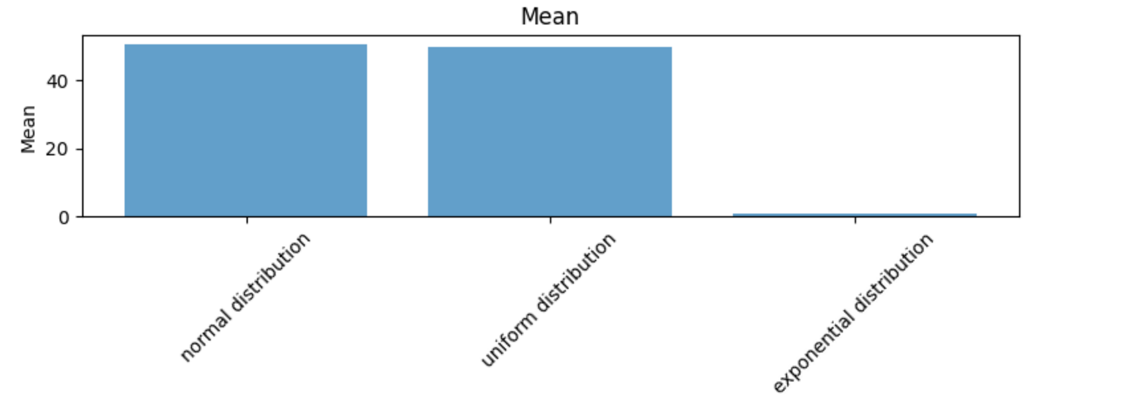 Mean
Mean
40
20
0
normal distribution
uniform distribution
exponential distribution